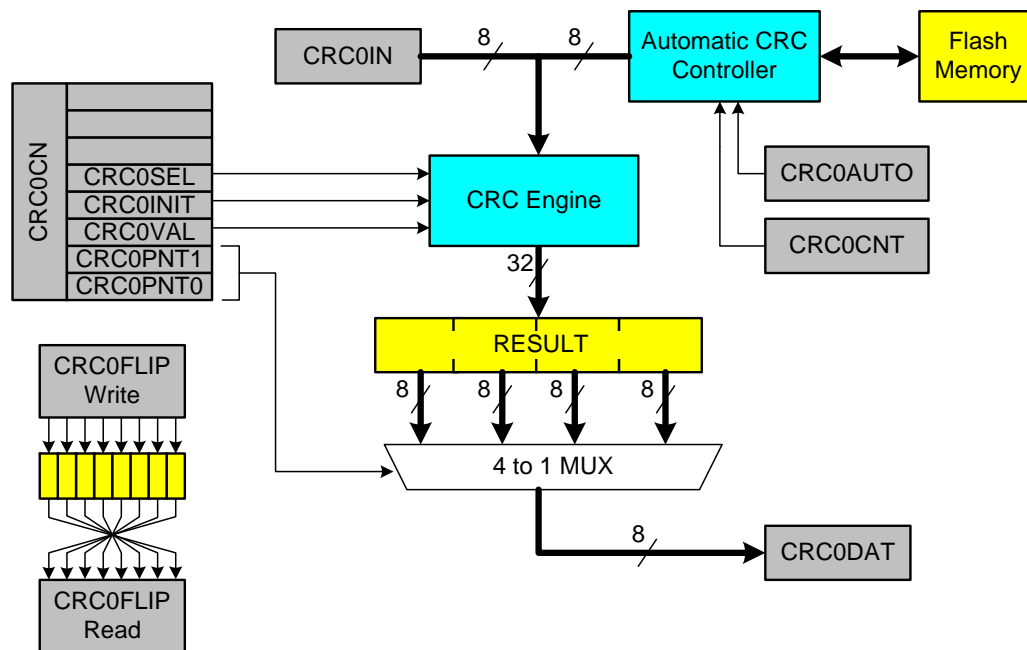 CRC0IN
8
8
Automatic CRC
Controller
Flash
Memory
CRC0CN
CRC0SEL
CRC0INIT
CRC0VAL
CRC0PNT1
CRC0PNT0
CRC Engine
CRC0AUTO
CRC0CNT
32
RESULT
8
8
8
8
4 to 1 MUX
8
CRC0DAT
CRC0FLIP
Write
CRC0FLIP
Read